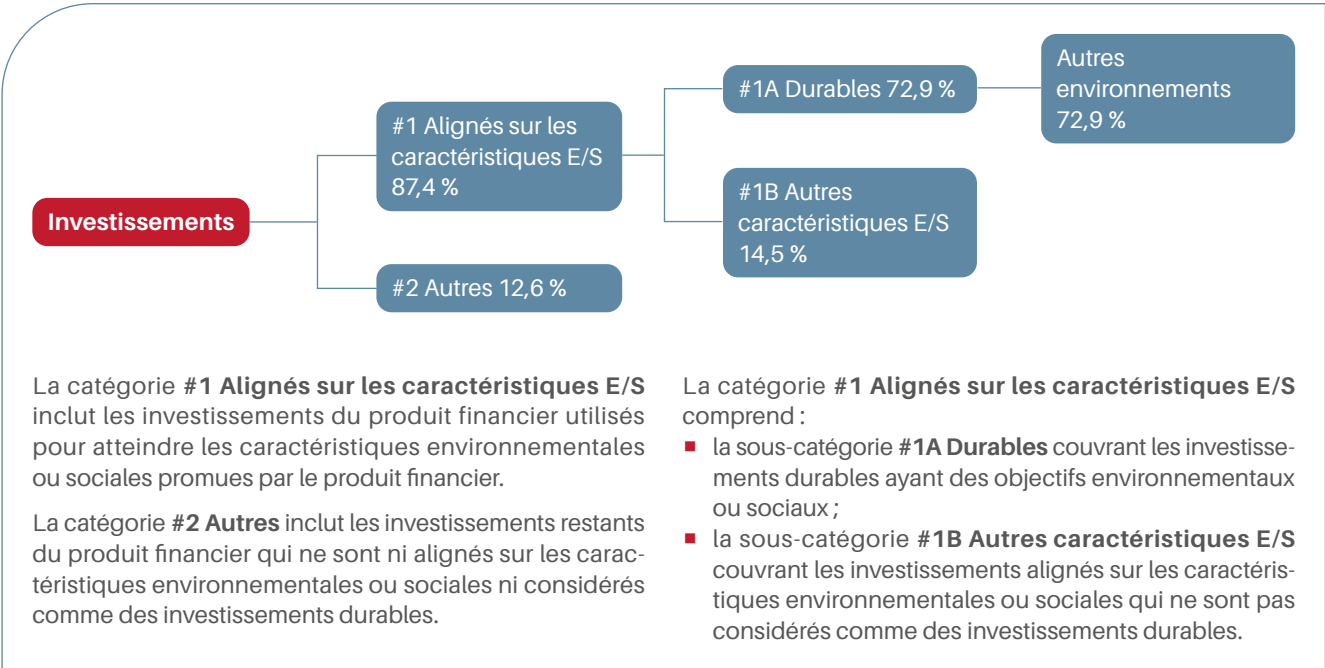 Investissements
#1 Alignés sur les
caractéristiques E/S
87,4 %
#2 Autres 12,6 %
#1A Durables 72,9 %
#1B Autres
caractéristiques E/S
14,5 %
Autres
environnements
72,9 %
La catégorie #1 Alignés sur les caractéristiques E/S
inclut les investissements du produit financier utilisés
pour atteindre les caractéristiques environnementales
ou sociales promues par le produit financier.
La catégorie #2 Autres inclut les investissements restants
du produit financier qui ne sont ni alignés sur les carac-
téristiques environnementales ou sociales ni considérés
comme des investissements durables.
La catégorie #1 Alignés sur les caractéristiques E/S
comprend :
■ la sous-catégorie #1A Durables couvrant les investisse-
ments durables ayant des objectifs environnementaux
ou sociaux ;
■ la sous-catégorie #1B Autres caractéristiques E/S
couvrant les investissements alignés sur les caractéris-
tiques environnementales ou sociales qui ne sont pas
considérés comme des investissements durables.